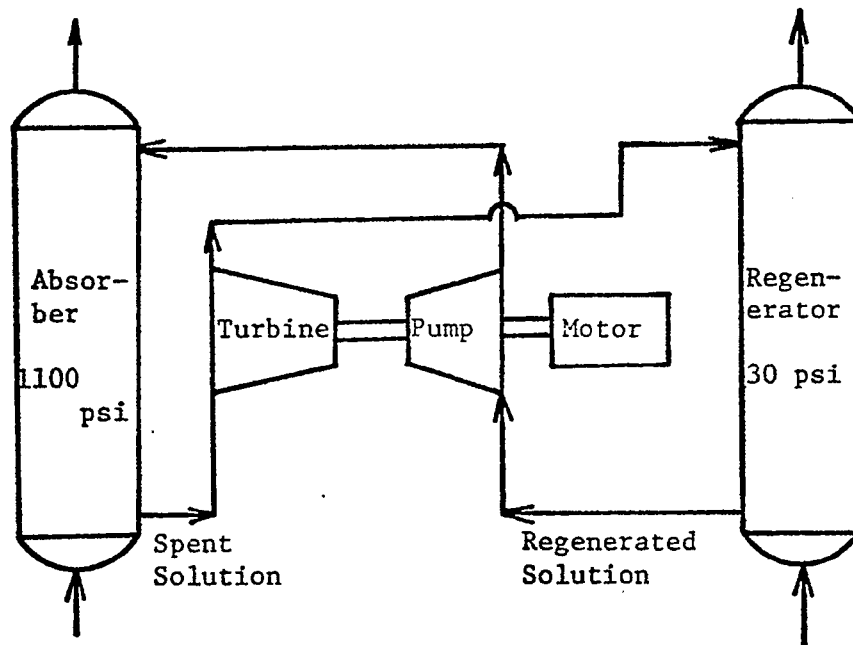 Absor-
ber
1100
psi
Turbine
Pump
Motor
Regen-
erator
30 psi
Spent
Solution
Regenerated
Solution